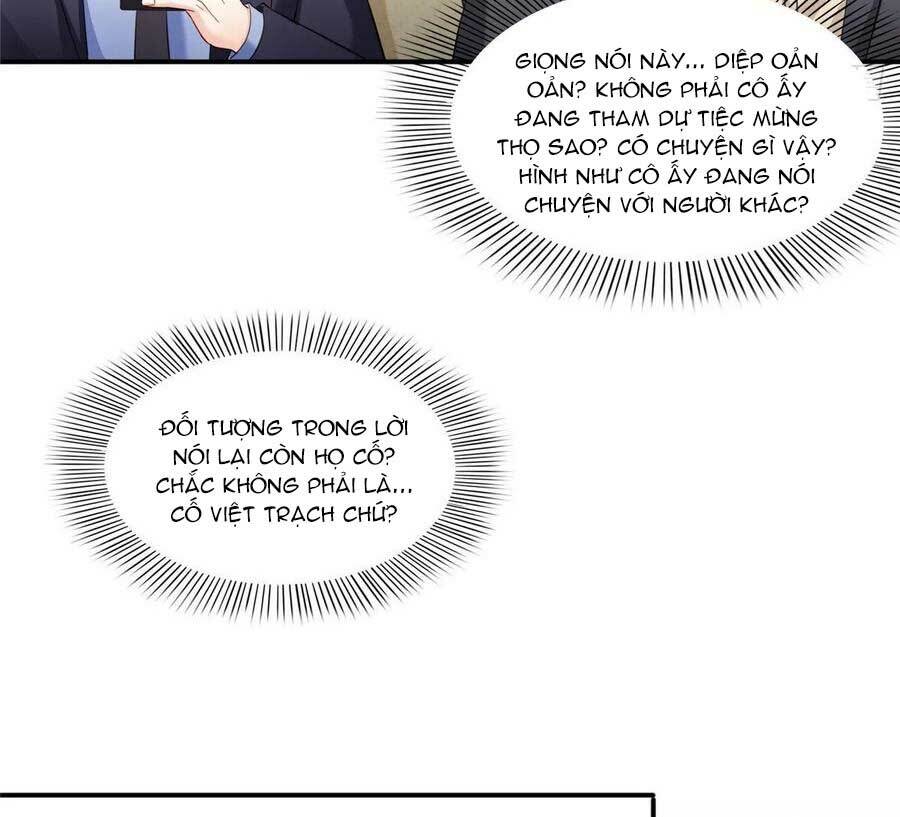 GIỌNG NÓI NÀY... DIỆP OẢN
OẢN? KHÔNG PHẢI CÔ ẤY
ĐANG THAM DỰ TIỆC MỪNG
THỌ SAO? CÓ CHUYỆN GÌ VẬY?
HÌNH NHƯ CÔ ẤY ĐANG NÓI
CHUYỆN VỚI NGƯỜI KHÁC?
ĐỐI TƯỢNG TRONG LỜI
NÓI LẠI CÒN HỌ CỐ?
CHẮC KHÔNG PHẢI LÀ...
CỐ VIỆT TRẠCH CHỨ?